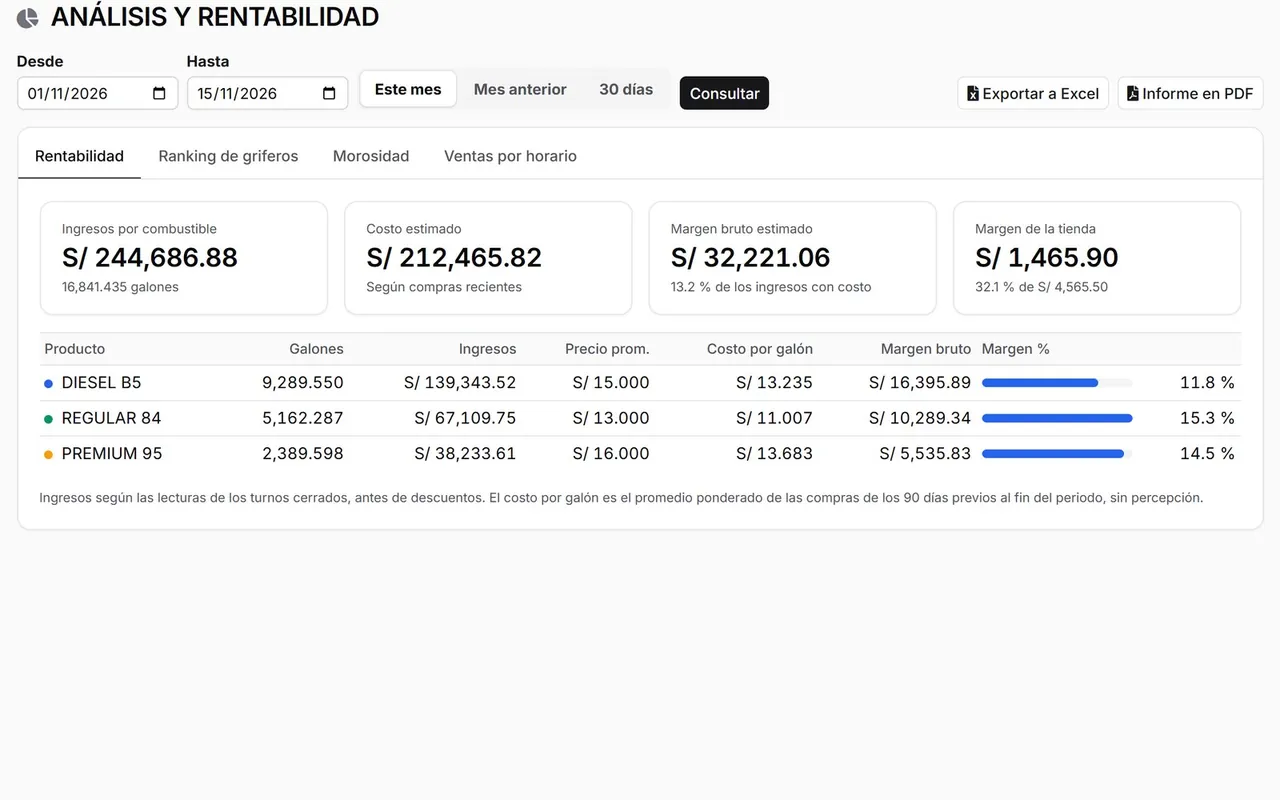 ANÁLISIS Y RENTABILIDAD
Desde
Hasta
01/11/2026
15/11/2026
Este mes
Mes anterior
30 días
Consultar
Exportar a Excel
Informe en PDF
Rentabilidad
Ranking de griferos
Morosidad
Ventas por horario
Ingresos por combustible
S/ 244,686.88
16,841.435 galones
Costo estimado
S/ 212,465.82
Según compras recientes
Margen bruto estimado
S/ 32,221.06
13.2 % de los ingresos con costo
Margen de la tienda
S/ 1,465.90
32.1 % de S/ 4,565.50
Producto Galones Ingresos Precio prom. Costo por galón Margen bruto Margen %
DIESEL B5 9,289.550 S/ 139,343.52 S/ 15.000 S/ 13.235 S/ 16,395.89 11.8 %
REGULAR 84 5,162.287 S/ 67,109.75 S/ 13.000 S/ 11.007 S/ 10,289.34 15.3 %
PREMIUM 95 2,389.598 S/ 38,233.61 S/ 16.000 S/ 13.683 S/ 5,535.83 14.5 %
Ingresos según las lecturas de los turnos cerrados, antes de descuentos. El costo por galón es el promedio ponderado de las compras de los 90 días previos al fin del periodo, sin percepción.